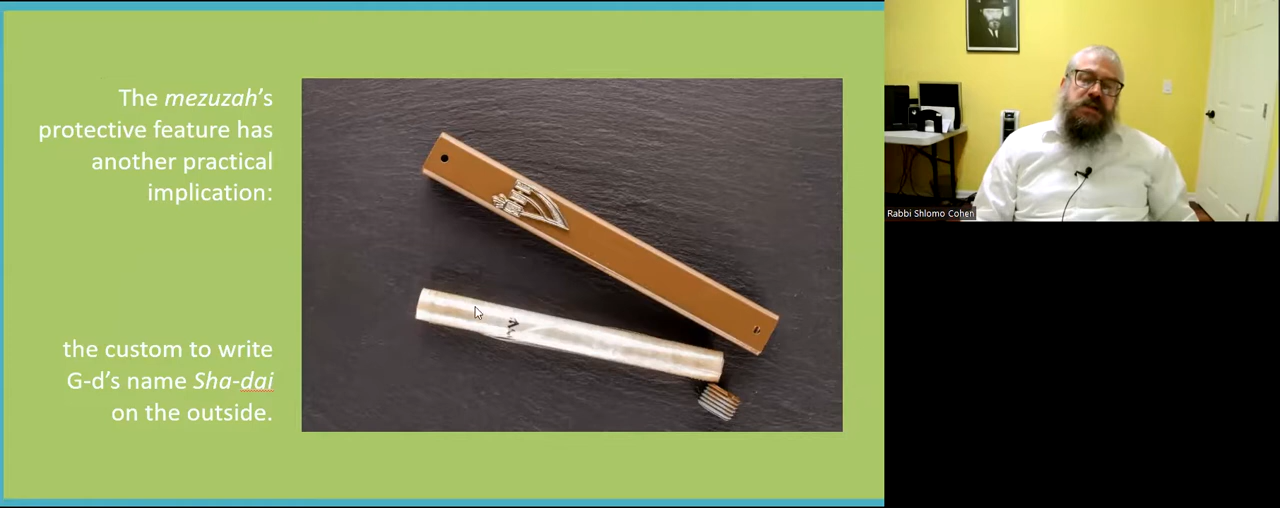 The mezuzah's
protective feature has
another practical
implication:
the custom to write
G-d's name Sha-dai
on the outside.
Rabbi Shlomo Cohen